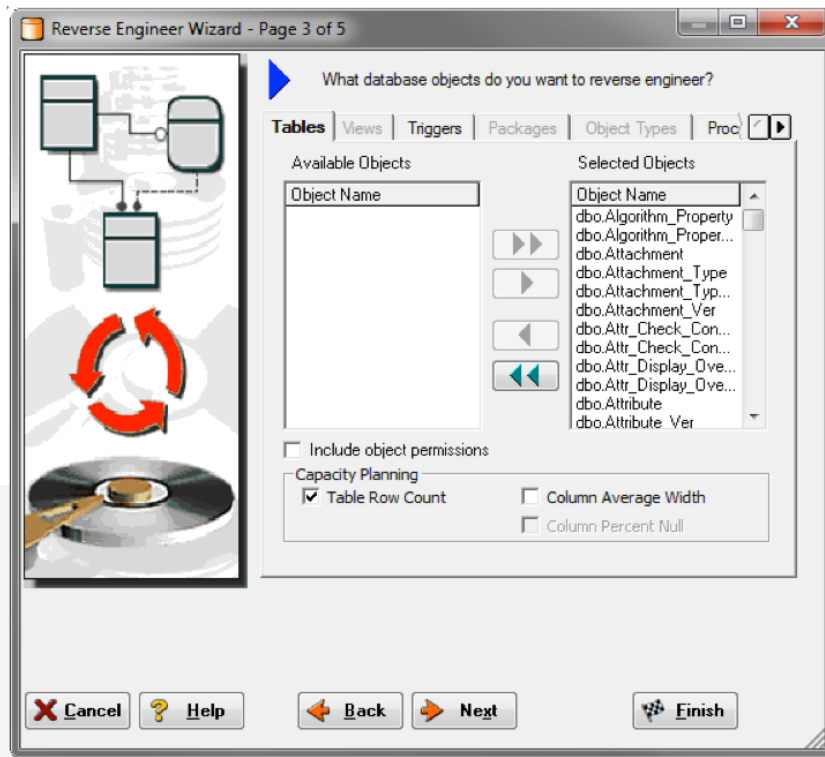 Reverse Engineer Wizard - Page 3 of 5
What database objects do you want to reverse engineer?
Tables Views Triggers Packages Object Types Proc
Available Objects
Selected Objects
Object Name
Object Name
dbo.Algorithm_Property
dbo.Algorithm_Proper...
dbo.Attachment
dbo.Attachment_Type
dbo.Attachment_Typ...
dbo.Attachment_Ver
dbo.Attr_Check_Con...
dbo.Attr_Check_Con...
dbo.Attr_Display_Ove...
dbo.Attr_Display_Ove...
dbo.Attribute
dbo.Attribute_Ver
Include object permissions
Capacity Planning
Table Row Count
Column Average Width
Column Percent Null
Cancel Help Back Next Finish